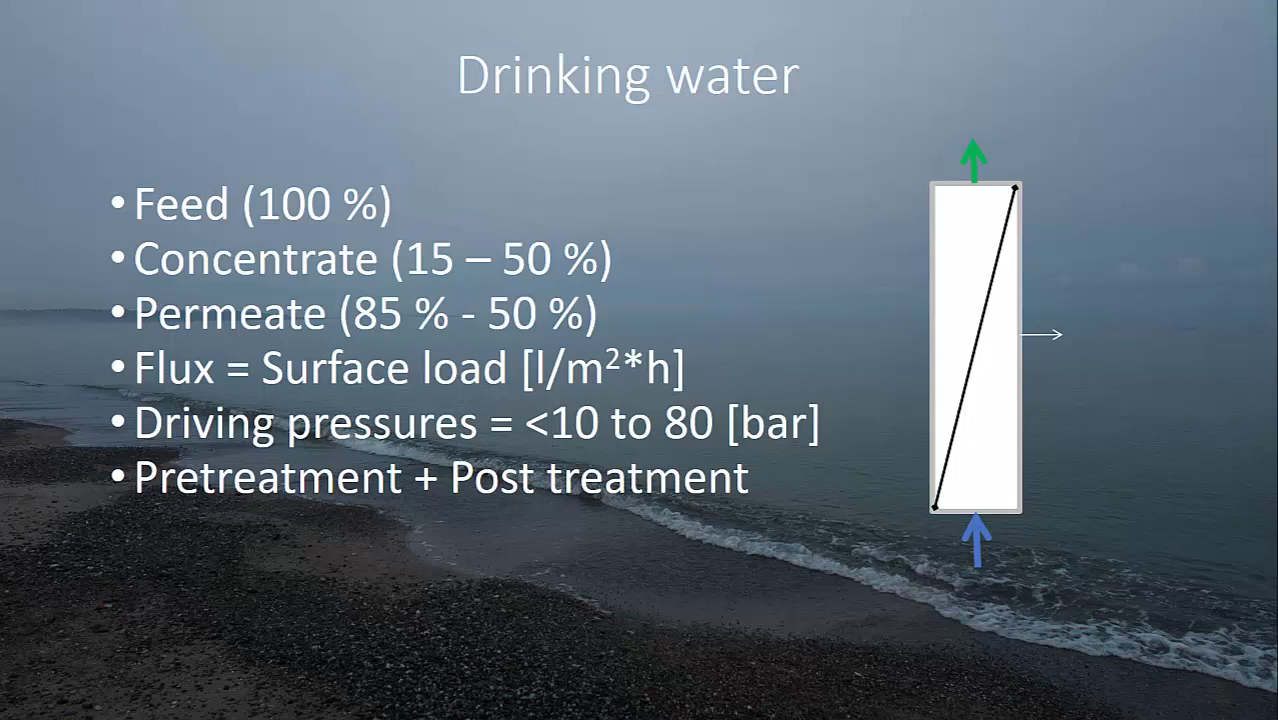 Drinking water
•Feed (100 %)
•Concentrate (15 – 50 %)
•Permeate (85 % - 50 %)
•Flux = Surface load [l/m²*h]
•Driving pressures = <10 to 80 [bar]
•Pretreatment + Post treatment